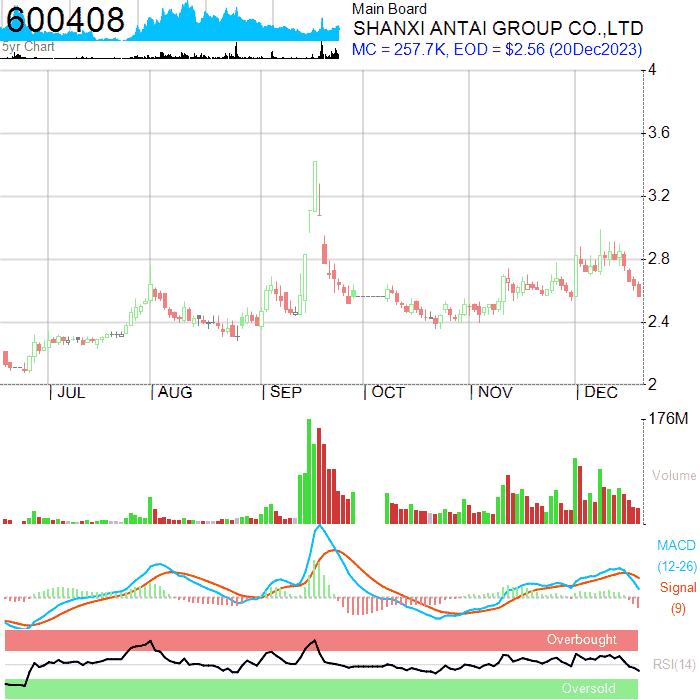 600408
5yr Chart
Main Board
SHANXI ANTAI GROUP CO.,LTD
MC = 257.7K, EOD = $2.56 (20Dec2023)
4
3.6
3.2
2.8
2.4
2
JUL AUG SEP OCT NOV DEC
176M
Volume
MACD
(12-26)
Signal
(9)
Overbought
RSI(14)
Oversold